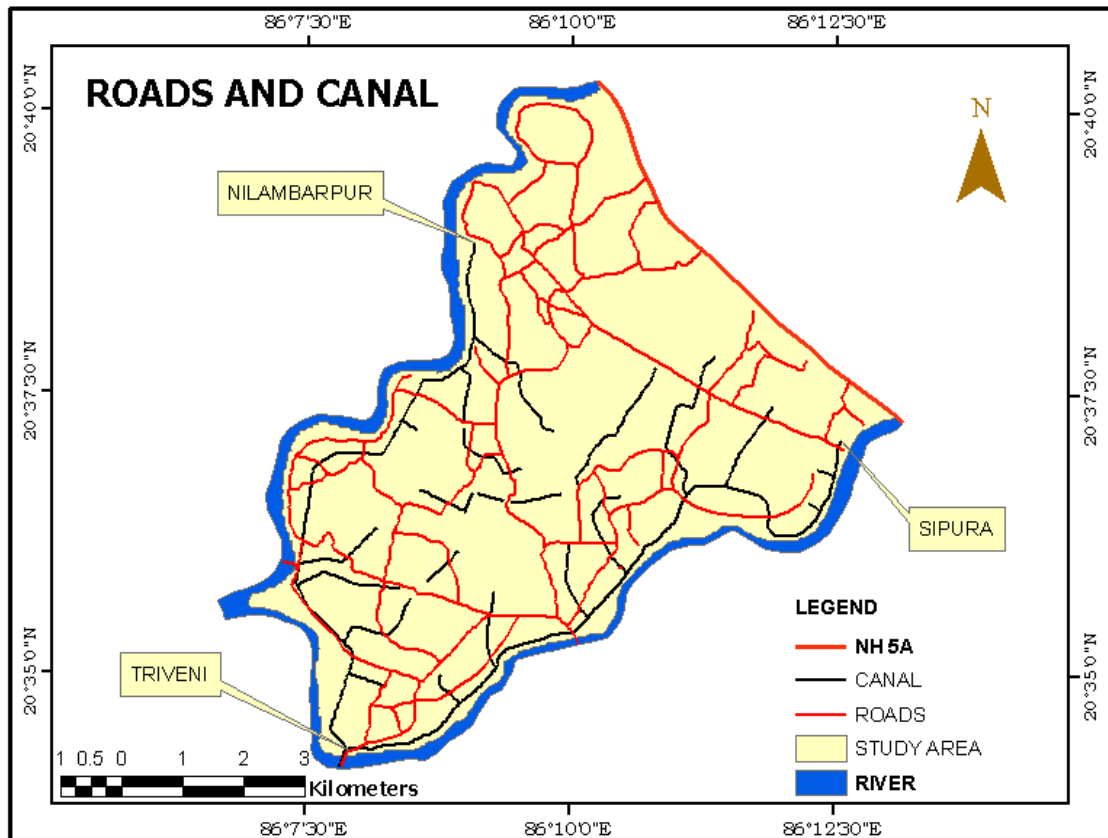 86°7'30"E 86°10'0"E 86°12'30"E
ROADS AND CANAL
N
20°40'0"N 20°40'0"N
NILAMBARPUR
20°37'30"N 20°37'30"N
SIPURA
LEGEND
NH 5A
CANAL
ROADS
STUDY AREA
RIVER
20°35'0"N 20°35'0"N
TRIVENI
1 0.5 0 1 2 3
Kilometers
86°7'30"E 86°10'0"E 86°12'30"E